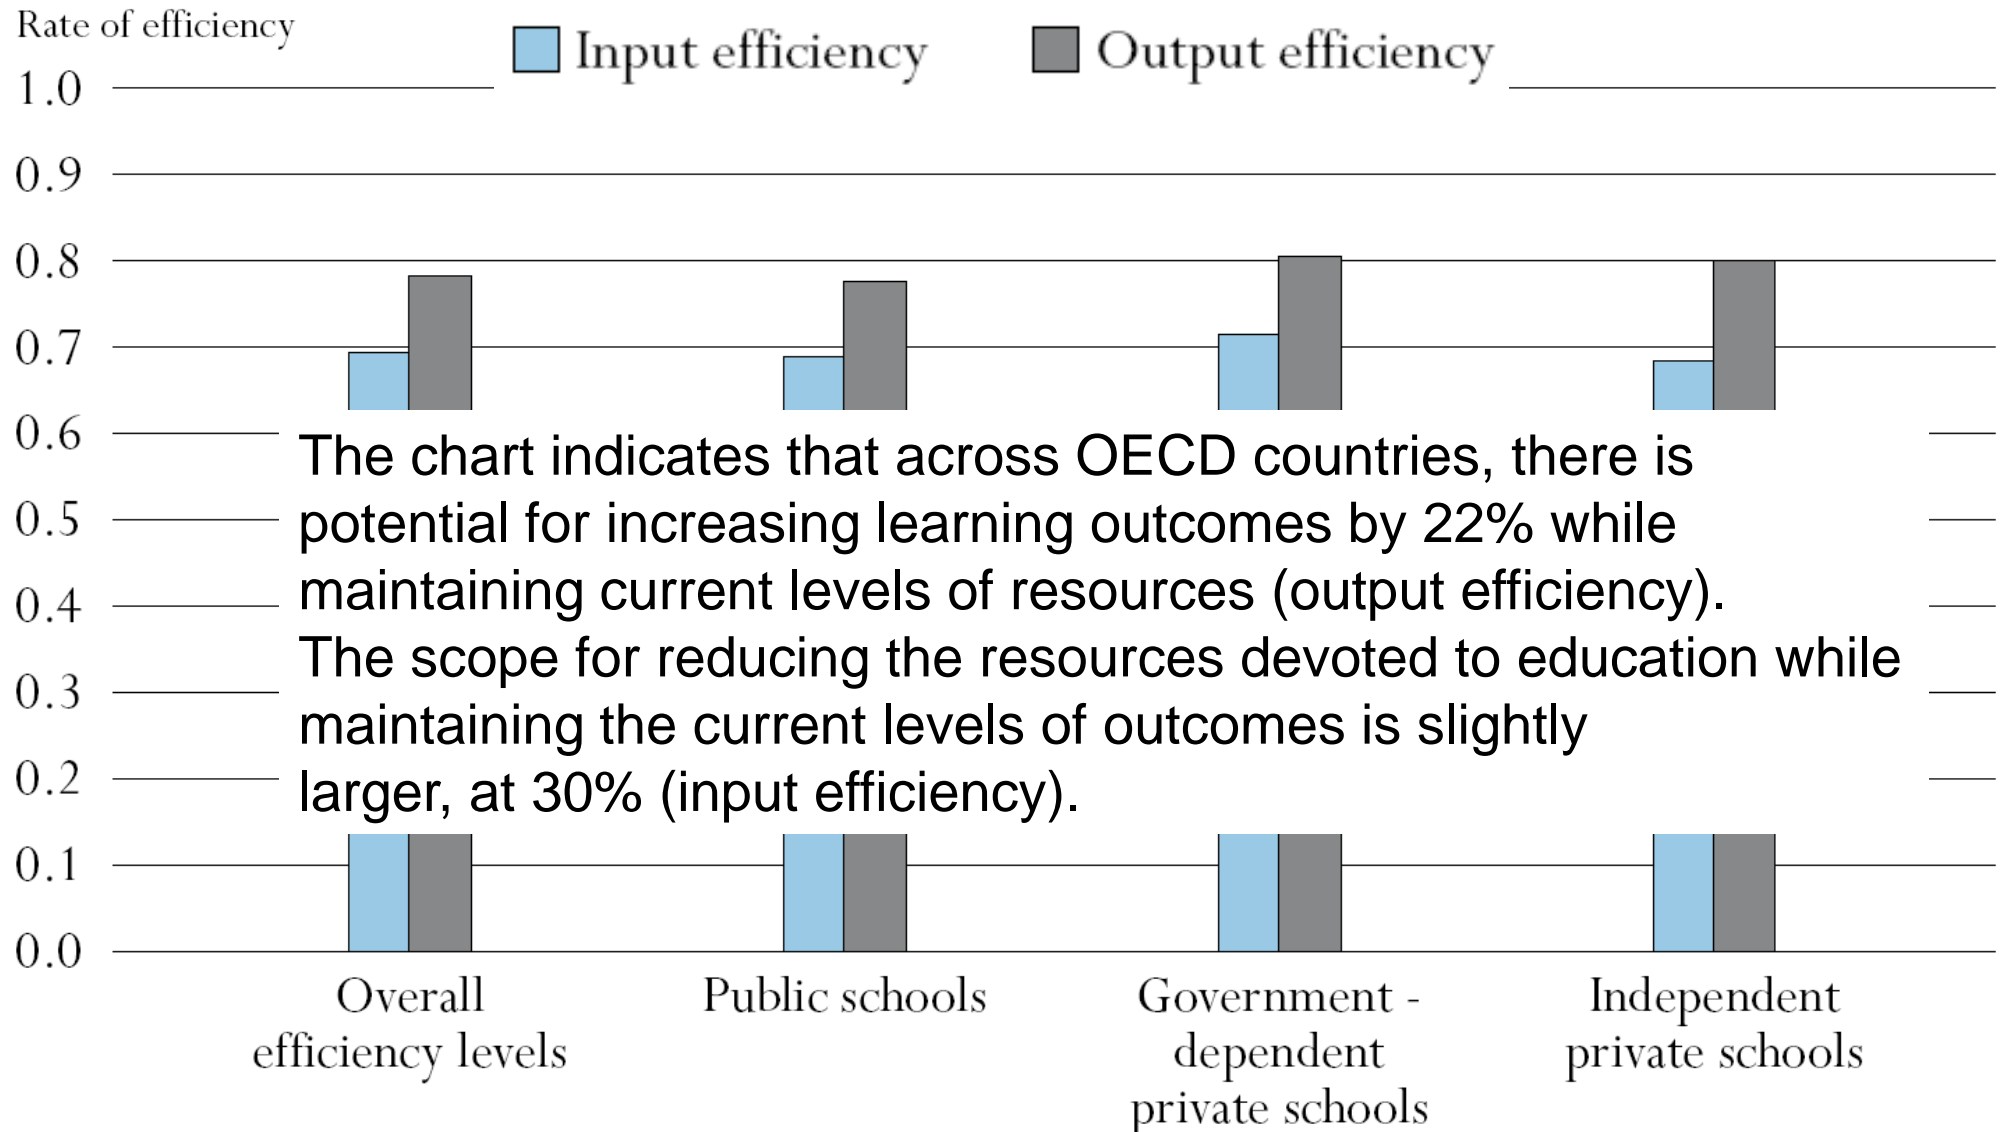 Rate of efficiency
Input efficiency Output efficiency
1.0
0.9
0.8
0.7
0.6
0.5
0.4
0.3
0.2
0.1
0.0
The chart indicates that across OECD countries, there is
potential for increasing learning outcomes by 22% while
maintaining current levels of resources (output efficiency).
The scope for reducing the resources devoted to education while
maintaining the current levels of outcomes is slightly
larger, at 30% (input efficiency).
Overall
efficiency levels
Public schools
Government -
dependent
private schools
Independent
private schools